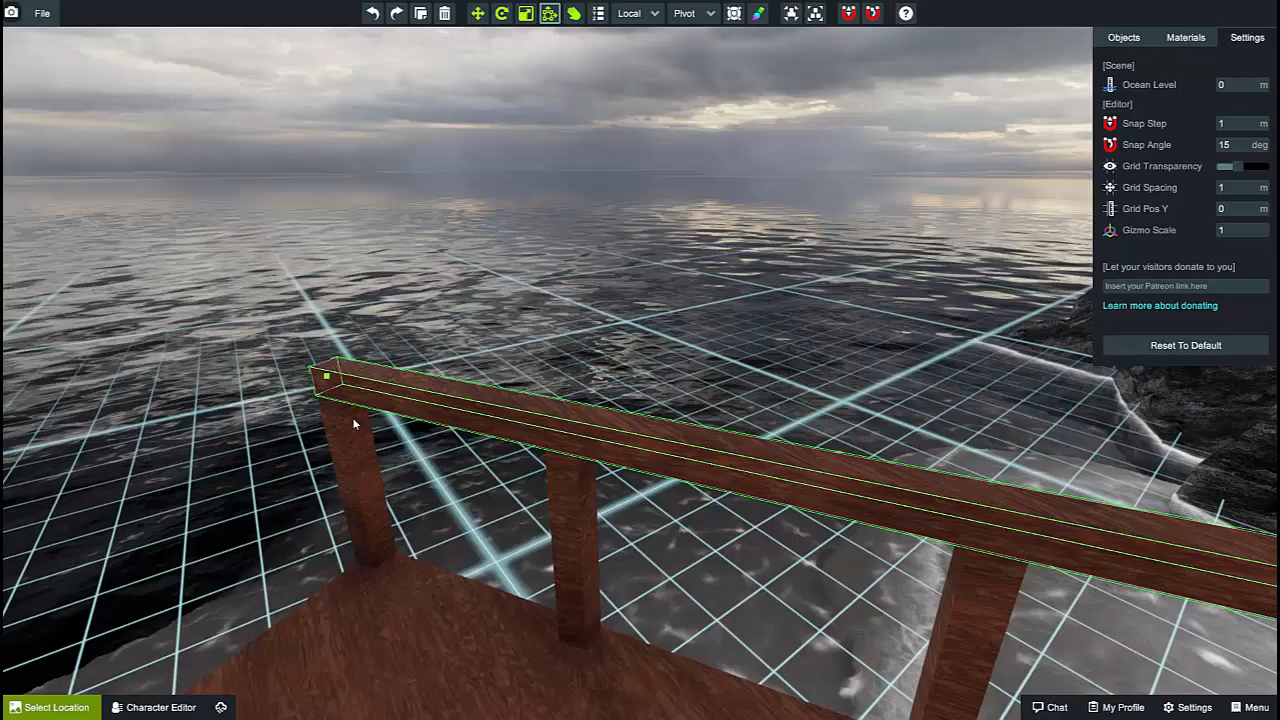 File
Local
Pivot
Objects
Materials
Settings
[Scene]
Ocean Level
0
m
[Editor]
Snap Step
1
m
Snap Angle
15
deg
Grid Transparency
Grid Spacing
1
m
Grid Pos Y
0
m
Gizmo Scale
1
[Let your visitors donate to you]
Insert your Patreon link here
Learn more about donating
Reset To Default
Select Location
Character Editor
Chat
My Profile
Settings
Menu